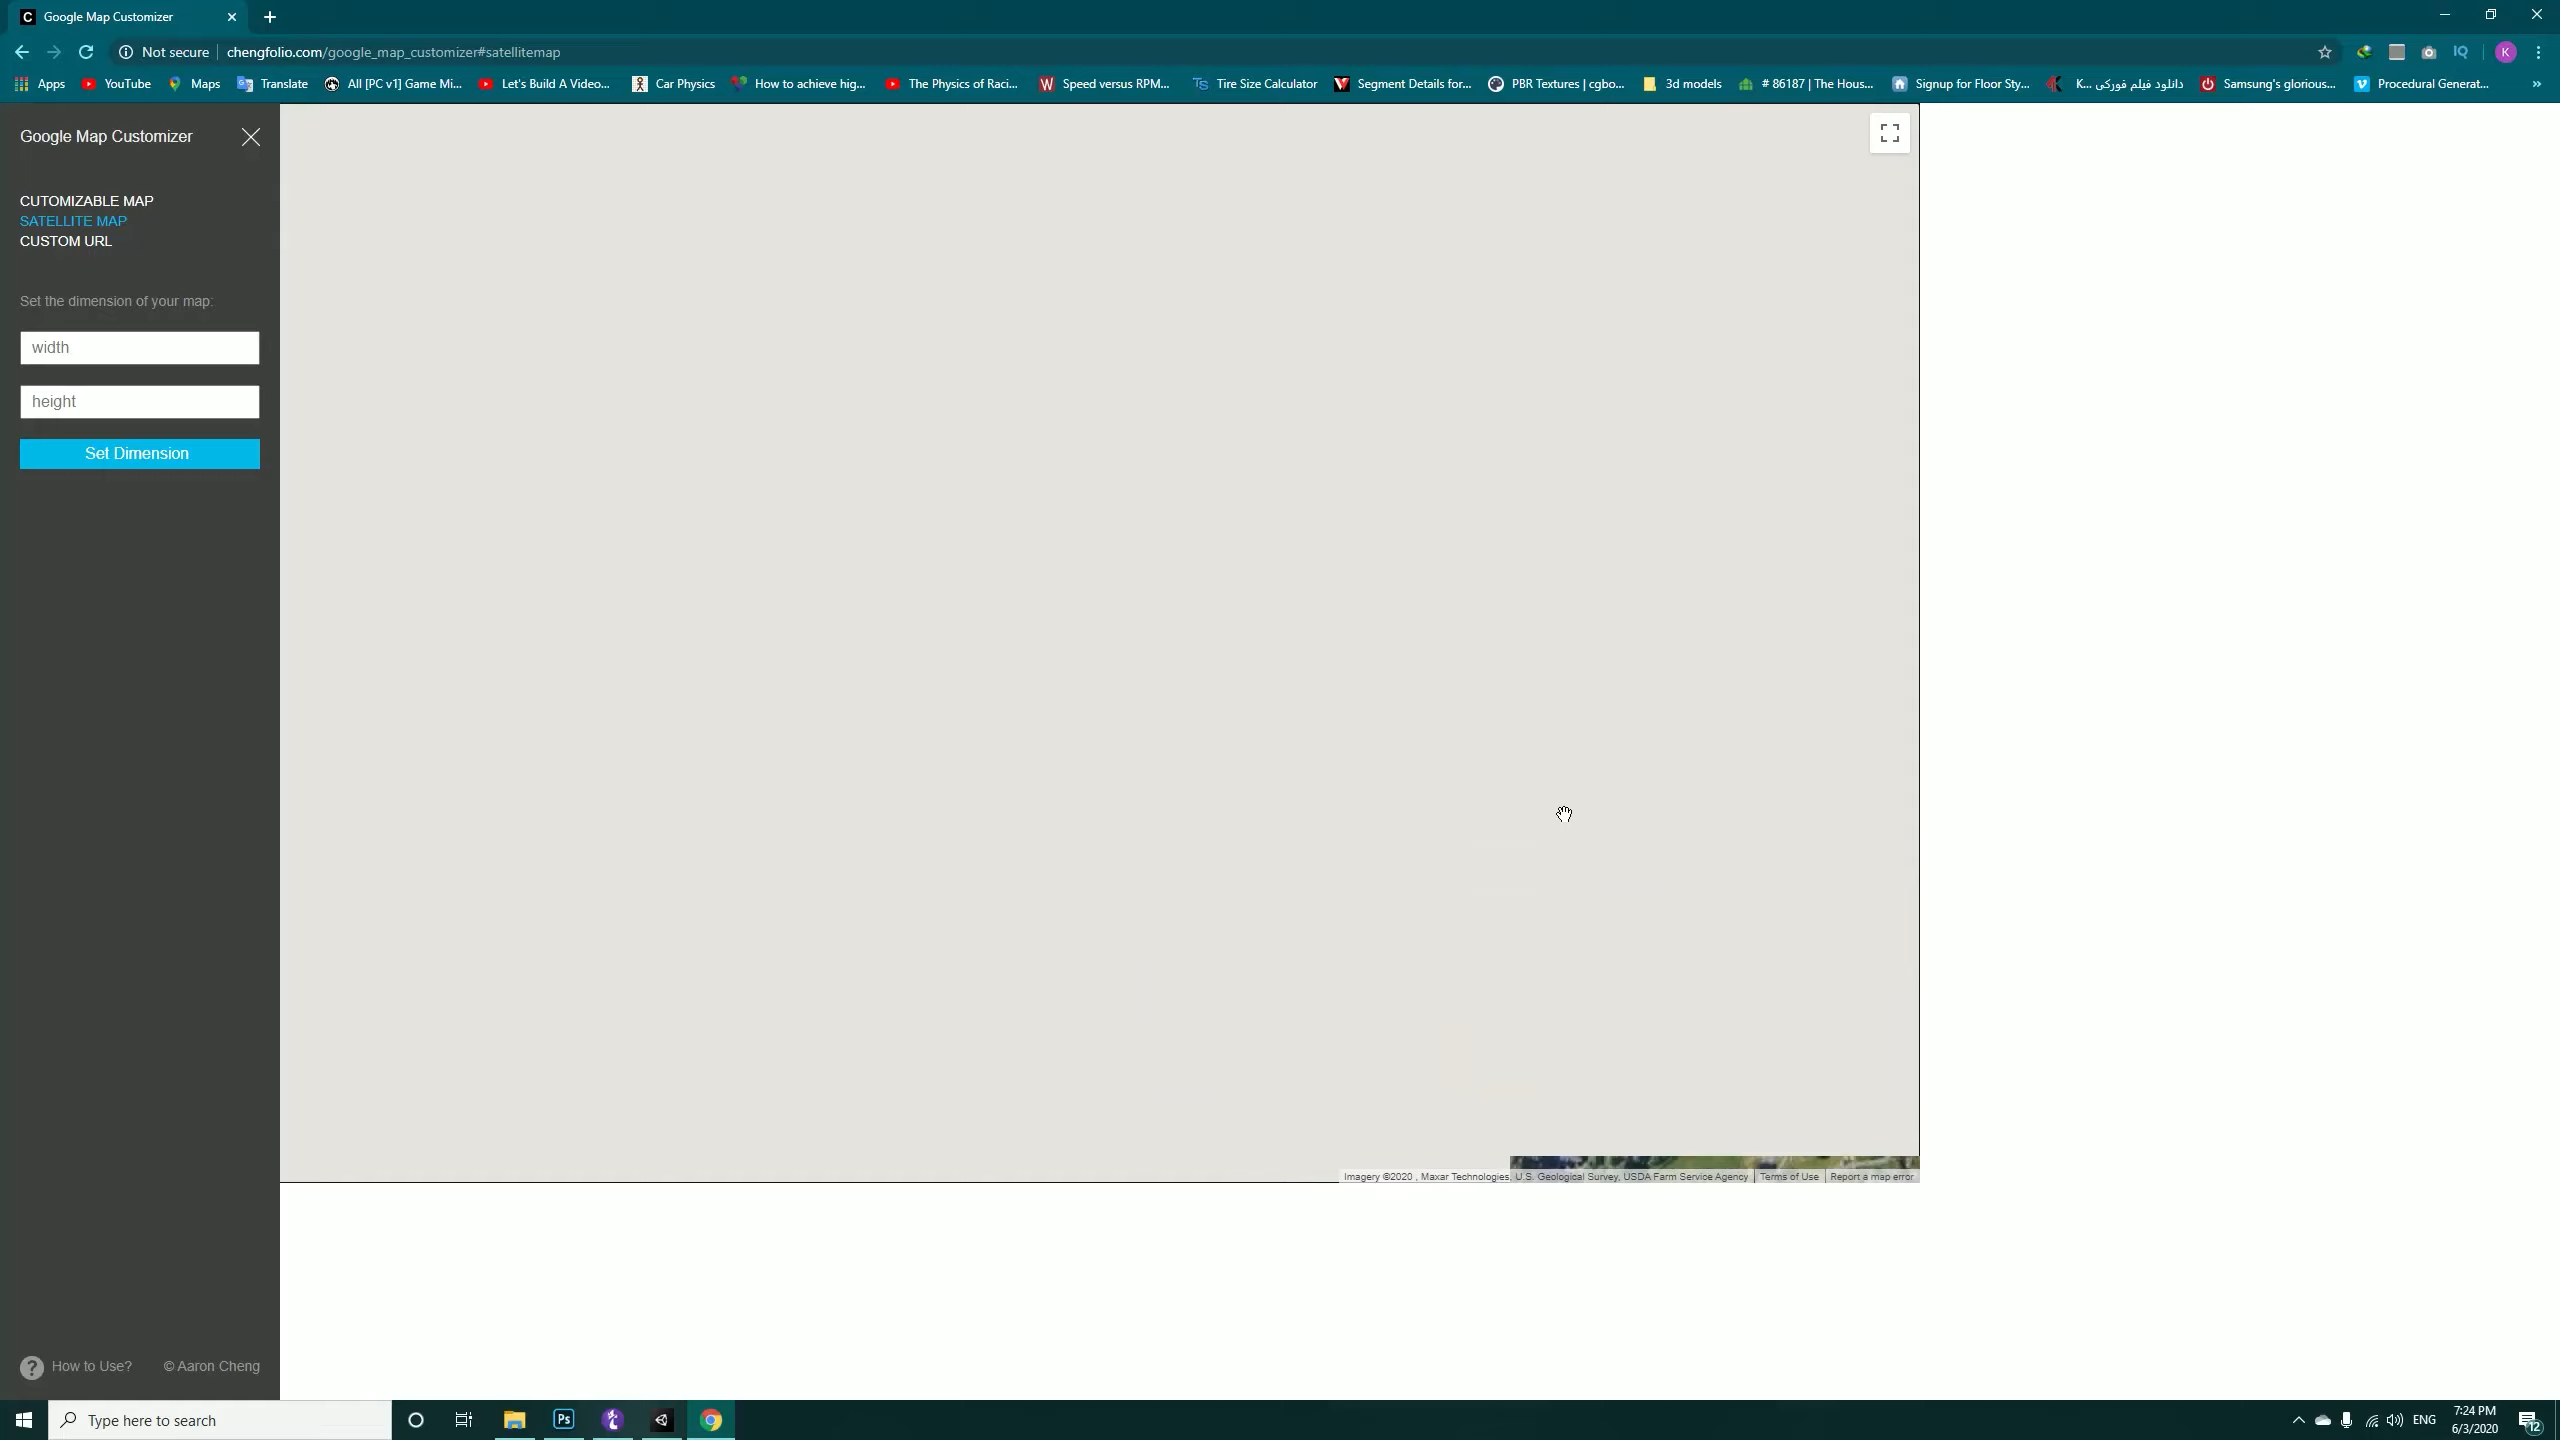 Google Map Customizer
Not secure
chengfolio.com/google_map_customizer#satellitemap
K
Apps
YouTube
Maps
Translate
All [PC v1] Game Mi...
Let's Build A Video...
Car Physics
How to achieve hig...
The Physics of Raci...
Speed versus RPM...
Tire Size Calculator
Segment Details for...
PBR Textures | cgbo...
3d models
# 86187 | The Hous...
Signup for Floor Sty...
K... دانلود فیلم فورکی
Samsung's glorious...
Procedural Generat...
»
Google Map Customizer
CUTOMIZABLE MAP
SATELLITE MAP
CUSTOM URL
Set the dimension of your map:
width
height
Set Dimension
Imagery ©2020 , Maxar Technologies, U.S. Geological Survey, USDA Farm Service Agency
Terms of Use
Report a map error
? How to Use?
© Aaron Cheng
Type here to search
Ps
ENG
7:24 PM
6/3/2020
12